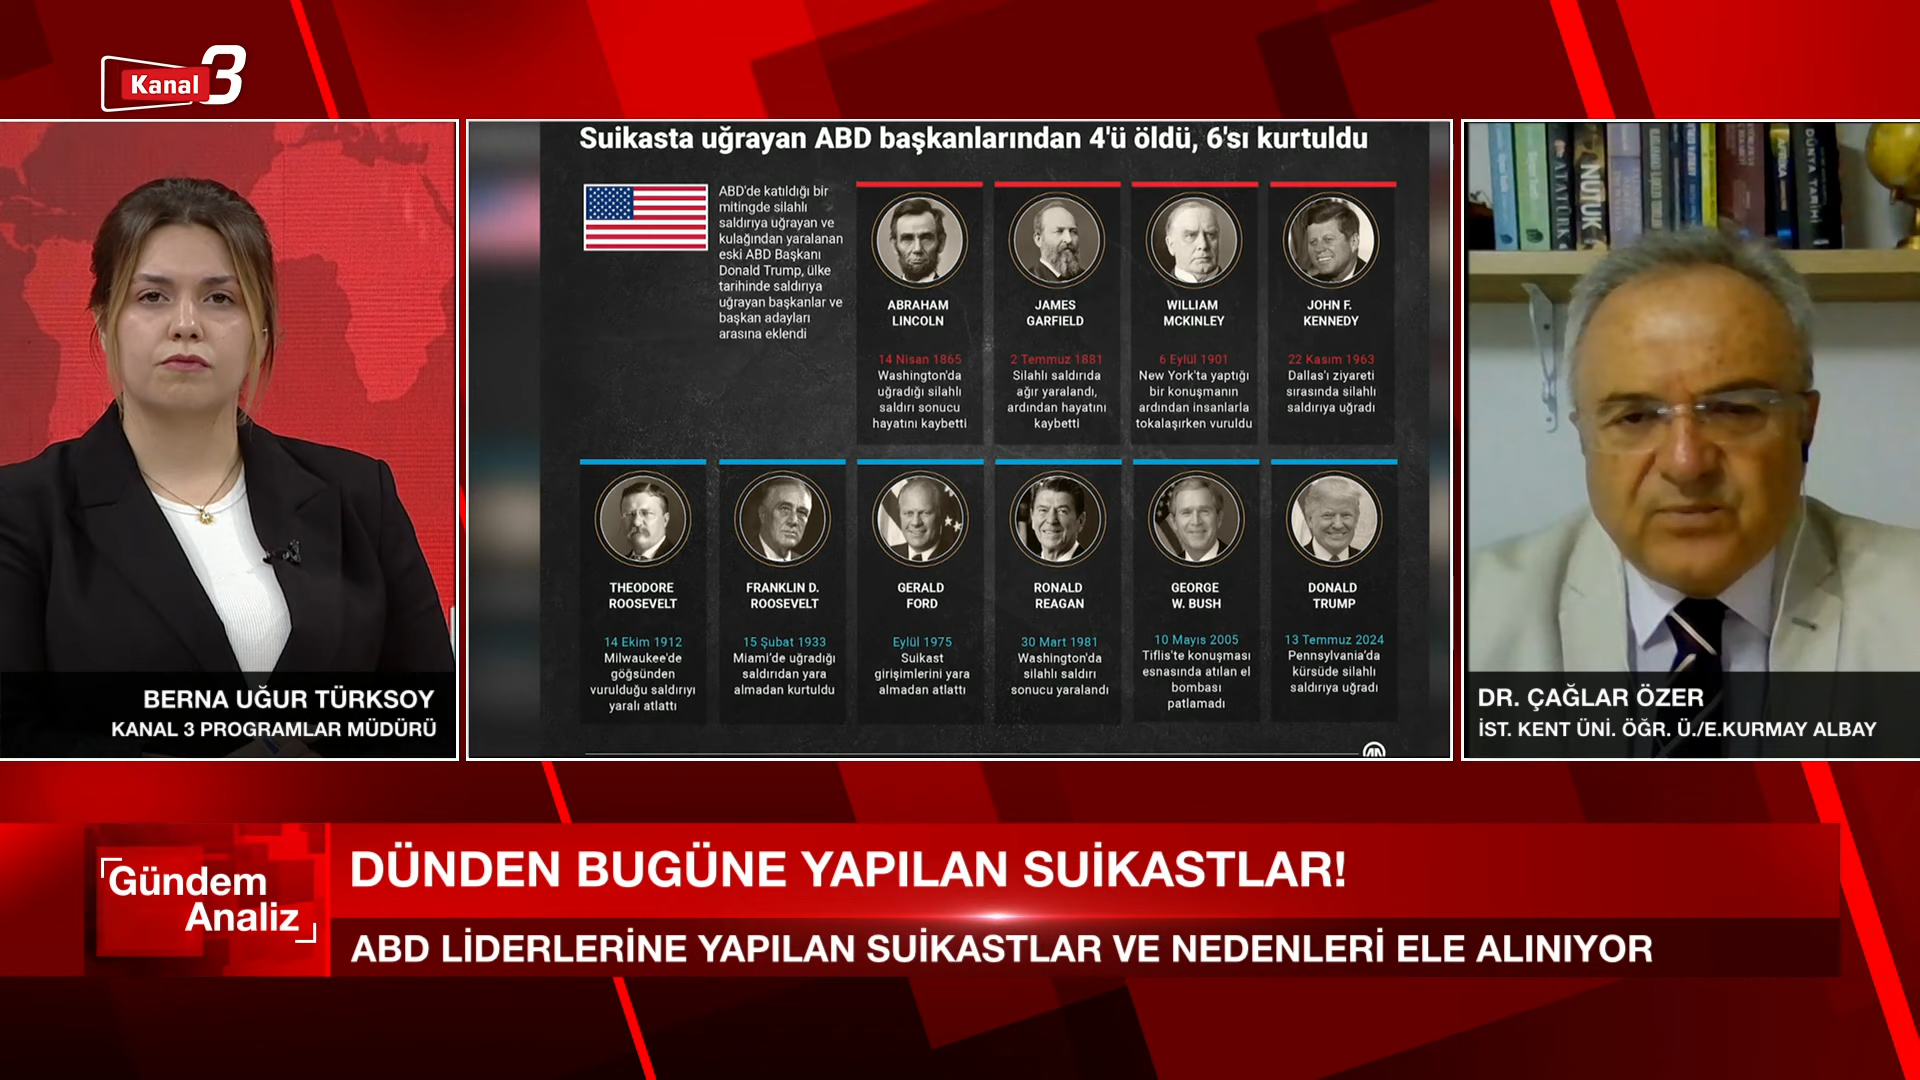 Kanal 3
Suikasta uğrayan ABD başkanlarından 4'ü öldü, 6'sı kurtuldu
ABD'de katıldığı bir
mitingde silahlı
saldırıya uğrayan ve
kulağından yaralanan
eski ABD Başkanı
Donald Trump, ülke
tarihinde saldırıya
uğrayan başkanlar ve
başkan adayları
arasına eklendi
ABRAHAM
LINCOLN
14 Nisan 1865
Washington'da
uğradığı silahlı
saldırı sonucu
hayatını kaybetti
JAMES
GARFIELD
2 Temmuz 1881
Silahlı saldırıda
ağır yaralandı,
ardından hayatını
kaybetti
WILLIAM
MCKINLEY
6 Eylül 1901
New York'ta yaptığı
bir konuşmanın
ardından insanlarla
tokalaşırken vuruldu
JOHN F.
KENNEDY
22 Kasım 1963
Dallas'ı ziyareti
sırasında silahlı
saldırıya uğradı
THEODORE
ROOSEVELT
14 Ekim 1912
Milwaukee'de
göğsünden
vurulduğu saldırıyı
yaralı atlattı
FRANKLIN D.
ROOSEVELT
15 Şubat 1933
Miami'de uğradığı
saldırıdan yara
almadan kurtuldu
GERALD
FORD
Eylül 1975
Suikast
girişimlerini yara
almadan atlattı
RONALD
REAGAN
30 Mart 1981
Washington'da
silahlı saldırı
sonucu yaralandı
GEORGE
W. BUSH
10 Mayıs 2005
Tiflis'te konuşması
esnasında atılan el
bombası
patlamadı
DONALD
TRUMP
13 Temmuz 2024
Pennsylvania'da
kürsüde silahlı
saldırıya uğradı
AA
NUTUK
ATATÜRK
AFRİKA
DÜNYA TARİHİ
BERNA UĞUR TÜRKSOY
KANAL 3 PROGRAMLAR MÜDÜRÜ
DR. ÇAĞLAR ÖZER
İST. KENT ÜNİ. ÖĞR. Ü./E.KURMAY ALBAY
Gündem
Analiz
DÜNDEN BUGÜNE YAPILAN SUİKASTLAR!
ABD LİDERLERİNE YAPILAN SUİKASTLAR VE NEDENLERİ ELE ALINIYOR